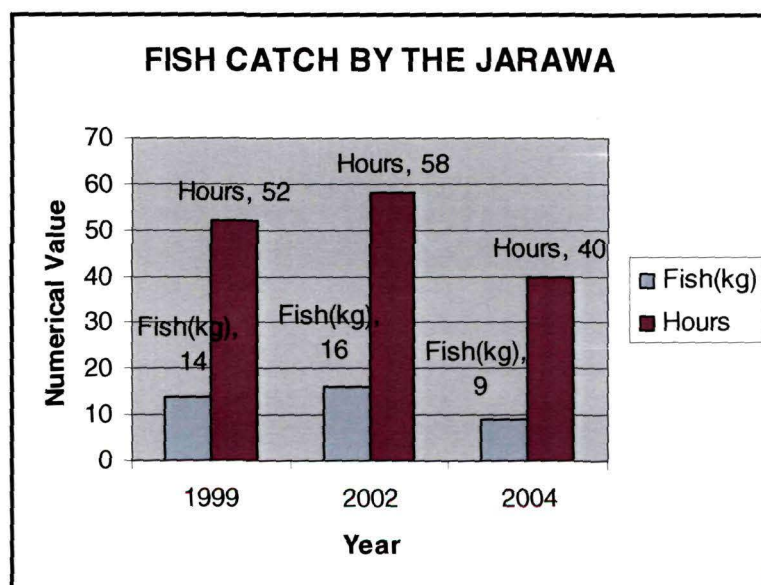 FISH CATCH BY THE JARAWA
70
60
50
40
30
20
10
0
Numerical Value
Hours, 52
Hours, 58
Hours, 40
Fish(kg),
14
Fish(kg),
16
Fish(kg),
9
1999
2002
2004
Year
Fish(kg)
Hours